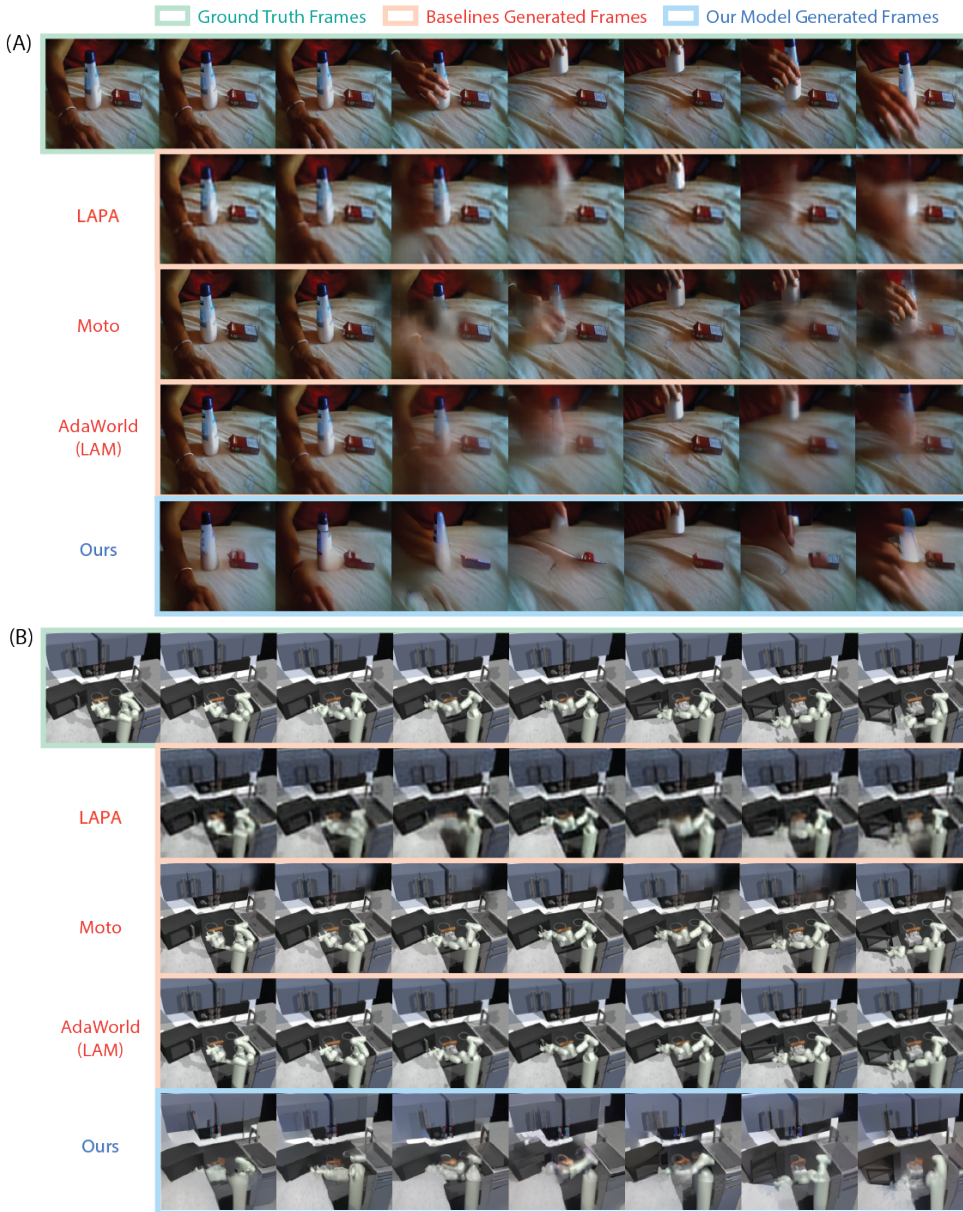 Ground Truth Frames Baselines Generated Frames Our Model Generated Frames
(A)
LAPA
Moto
AdaWorld
(LAM)
Ours
(B)
LAPA
Moto
AdaWorld
(LAM)
Ours